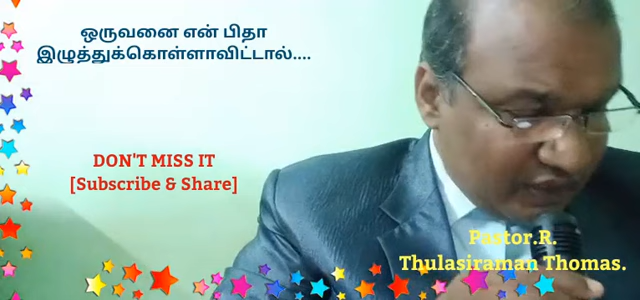 ஒருவனை என் பிதா
இழுத்துக்கொள்ளாவிட்டால்....
DON'T MISS IT
[Subscribe & Share]
Pastor.R.
Thulasiraman Thomas.